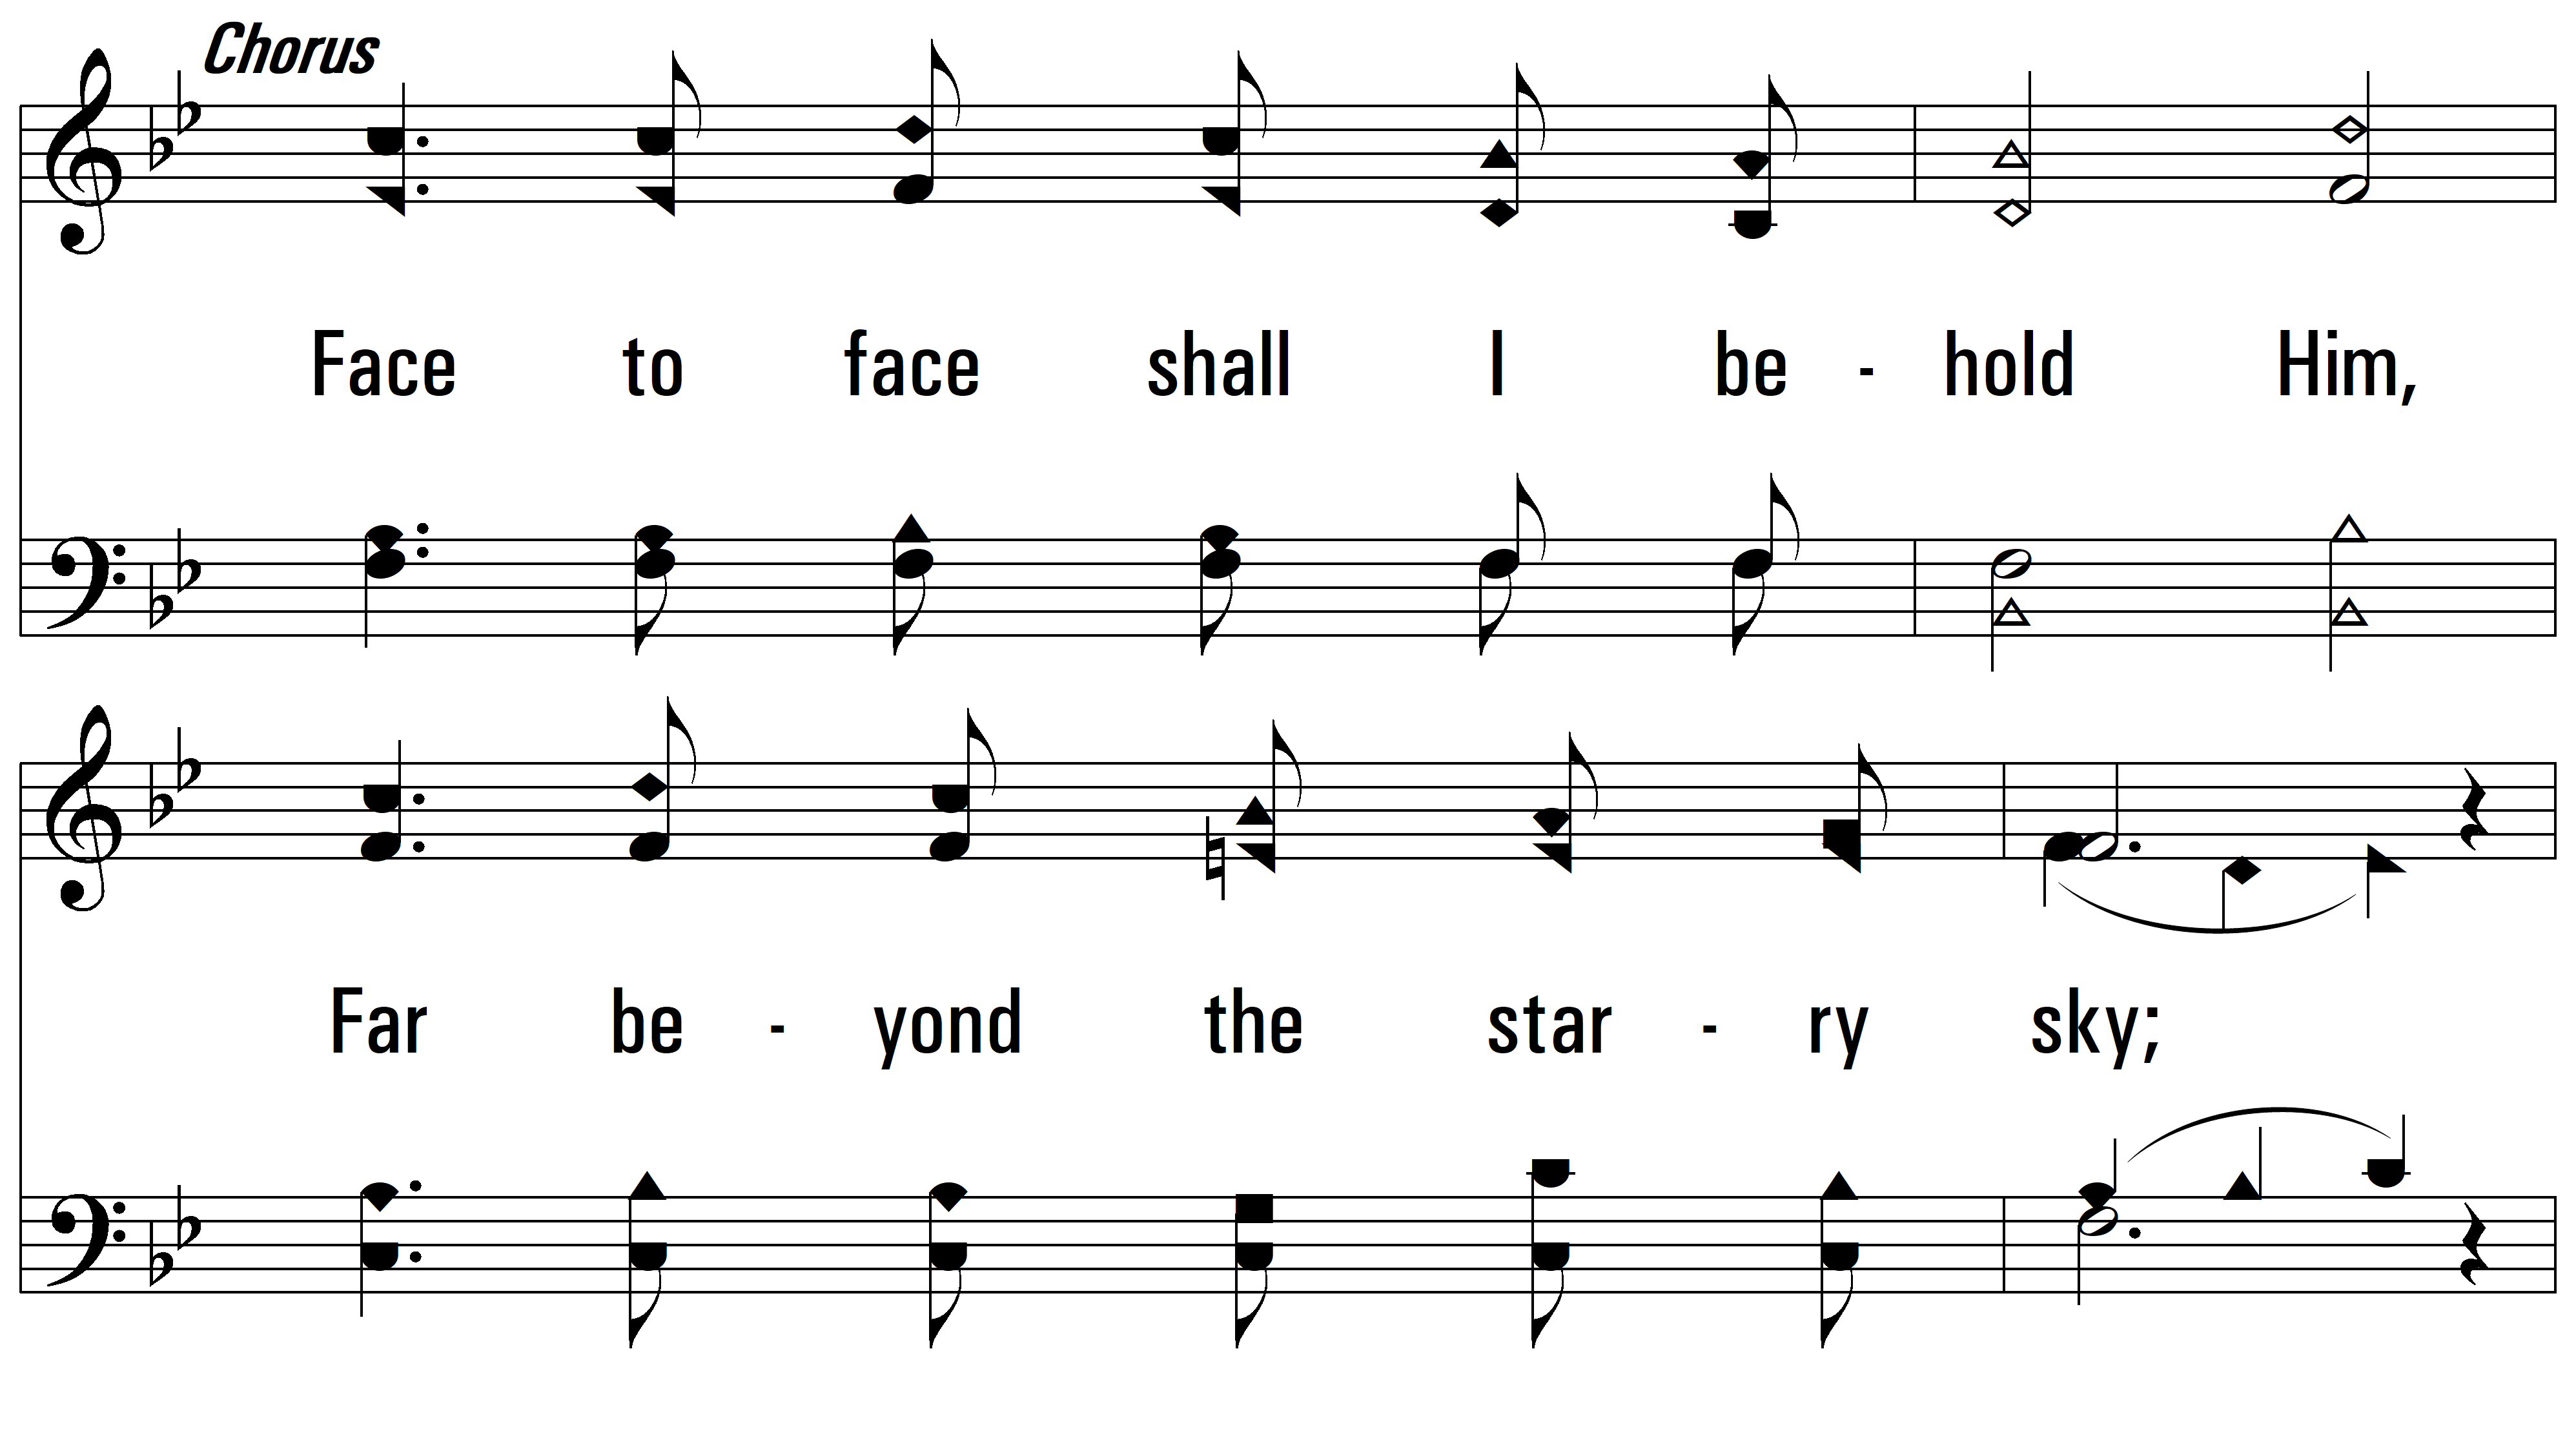 Chorus
Face to face shall I be - hold Him,
Far be - yond the star - ry sky;